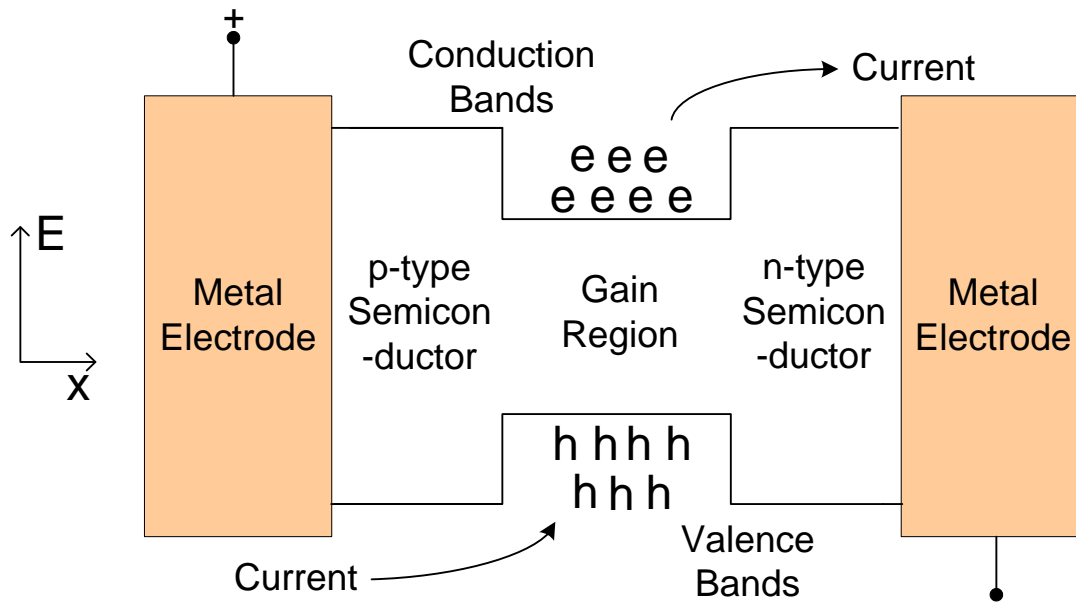 +
Conduction
Bands
Current
e e e
e e e e
E
x
Metal
Electrode
p-type
Semicon
-ductor
Gain
Region
n-type
Semicon
-ductor
Metal
Electrode
h h h h
h h h
Current
Valence
Bands